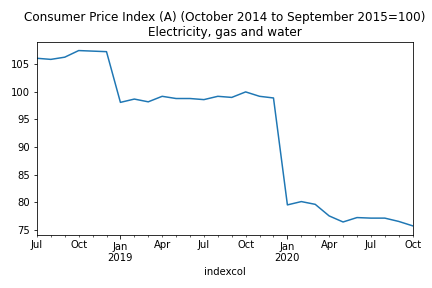 Consumer Price Index (A) (October 2014 to September 2015=100)
Electricity, gas and water
105
100
95
90
85
80
75
Jul Oct Jan Apr Jul Oct Jan Apr Jul Oct
2019 2020
indexcol